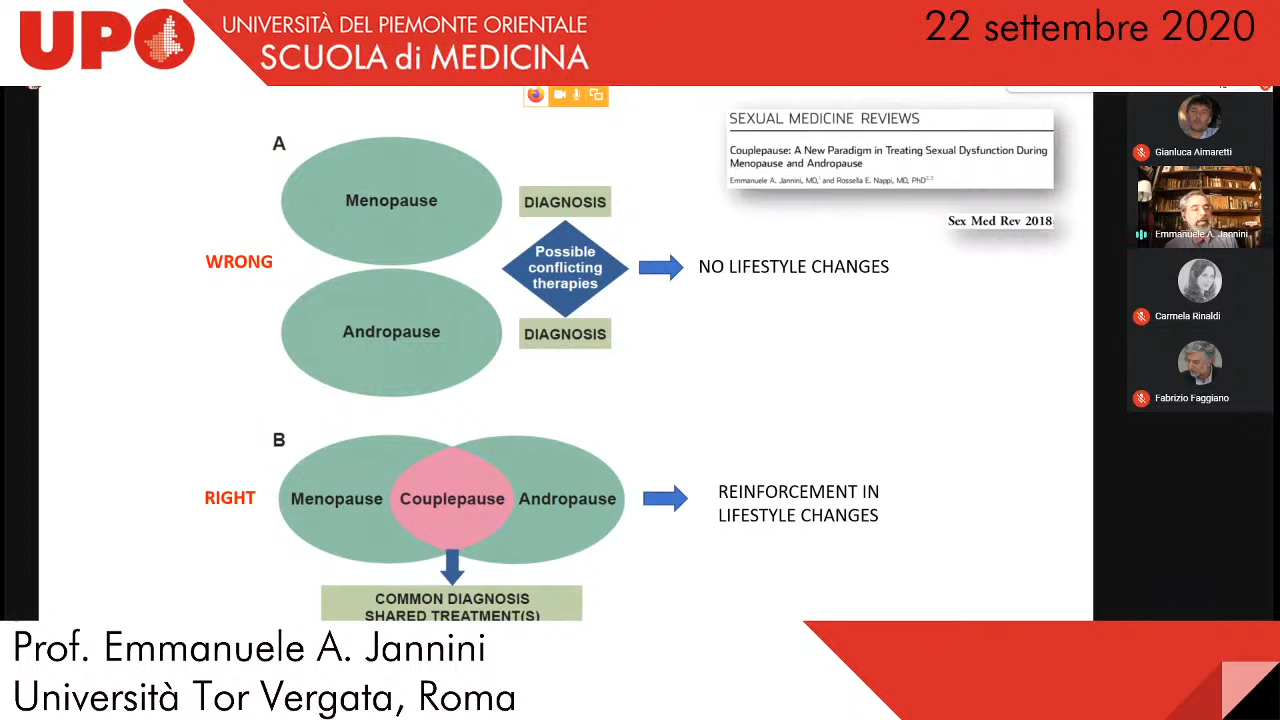 UPO
UNIVERSITÀ DEL PIEMONTE ORIENTALE
SCUOLA di MEDICINA
22 settembre 2020
A
Menopause
DIAGNOSIS
WRONG
Possible
conflicting
therapies
NO LIFESTYLE CHANGES
Andropause
DIAGNOSIS
SEXUAL MEDICINE REVIEWS
Couplepause: A New Paradigm in Treating Sexual Dysfunction During
Menopause and Andropause
Emmanuele A. Jannini, MD,1 and Rossella E. Nappi, MD, PhD2,3
Sex Med Rev 2018
B
RIGHT
Menopause
Couplepause
Andropause
REINFORCEMENT IN
LIFESTYLE CHANGES
COMMON DIAGNOSIS
SHARED TREATMENT(S)
Gianluca Aimaretti
Emmanuele A. Jannini
Carmela Rinaldi
Fabrizio Faggiano
Prof. Emmanuele A. Jannini
Università Tor Vergata, Roma